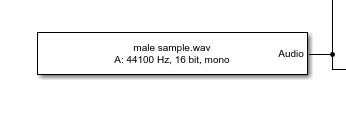 male sample.wav
A: 44100 Hz, 16 bit, mono
Audio